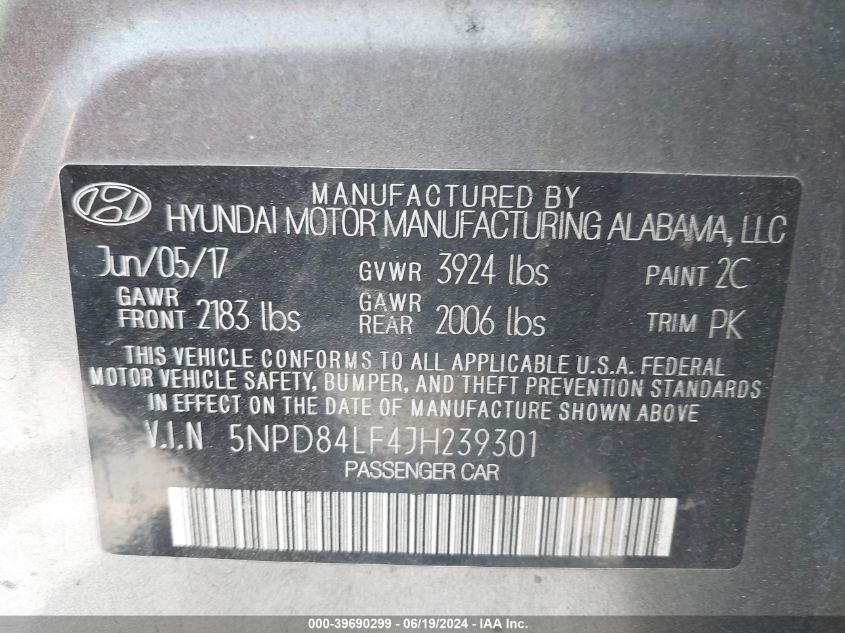 MANUFACTURED BY
HYUNDAI MOTOR MANUFACTURING ALABAMA, LLC
Jun/05/17 GVWR 3924 lbs PAINT 2C
GAWR FRONT 2183 lbs GAWR REAR 2006 lbs TRIM PK
THIS VEHICLE CONFORMS TO ALL APPLICABLE U.S.A. FEDERAL
MOTOR VEHICLE SAFETY, BUMPER, AND THEFT PREVENTION STANDARDS
IN EFFECT ON THE DATE OF MANUFACTURE SHOWN ABOVE.
V.I.N 5NPD84LF4JH239301
PASSENGER CAR
000-39690299 - 06/19/2024 - IAA Inc.